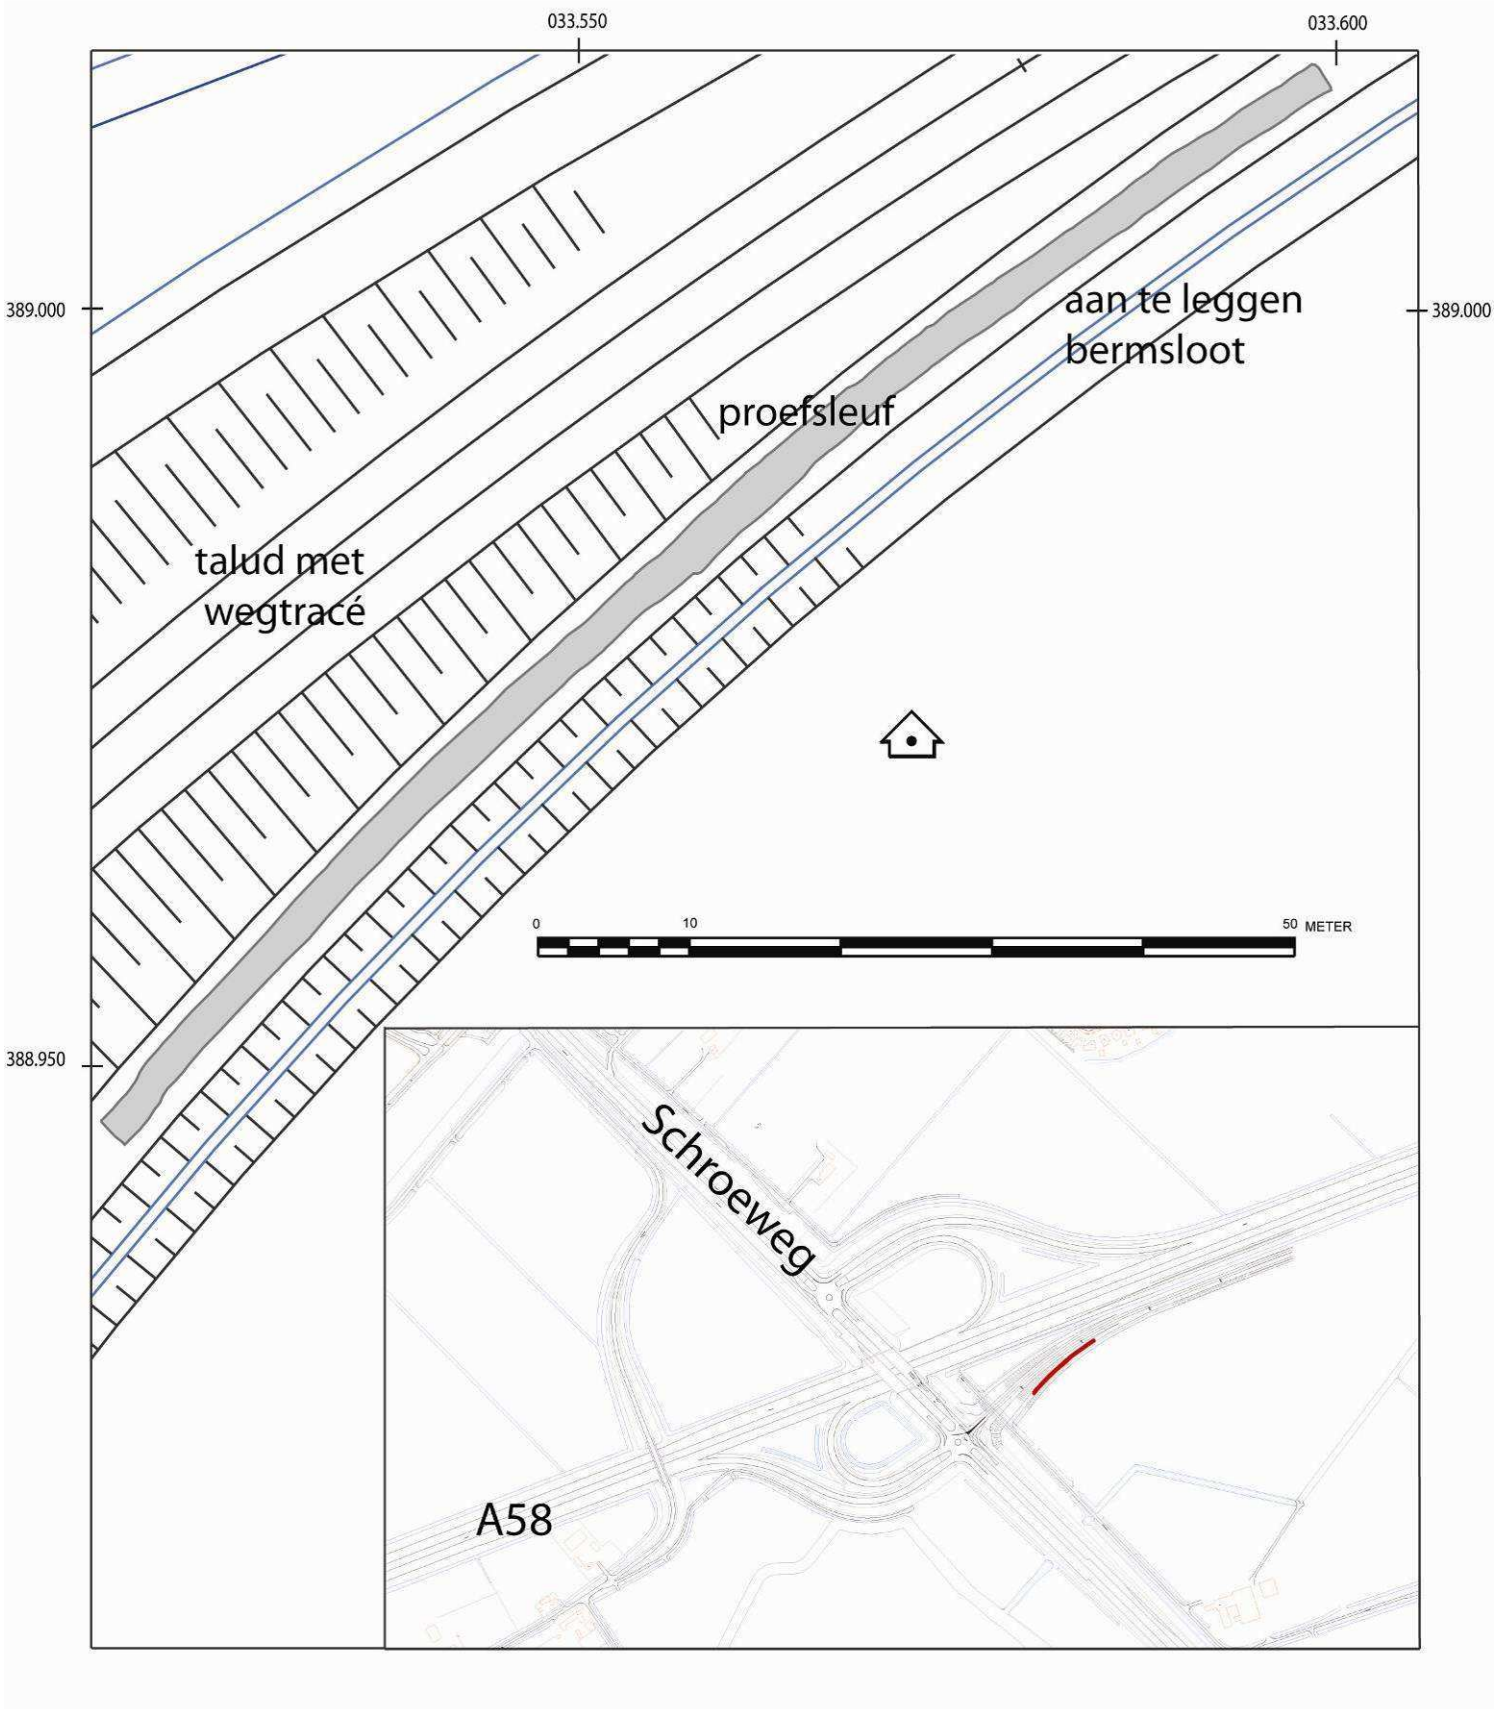 033.550
033.600
389.000
389.000
aan te leggen
bermsloot
proefsleuf
talud met
wegtracé
0
10
50 METER
388.950
Schroeweg
A58